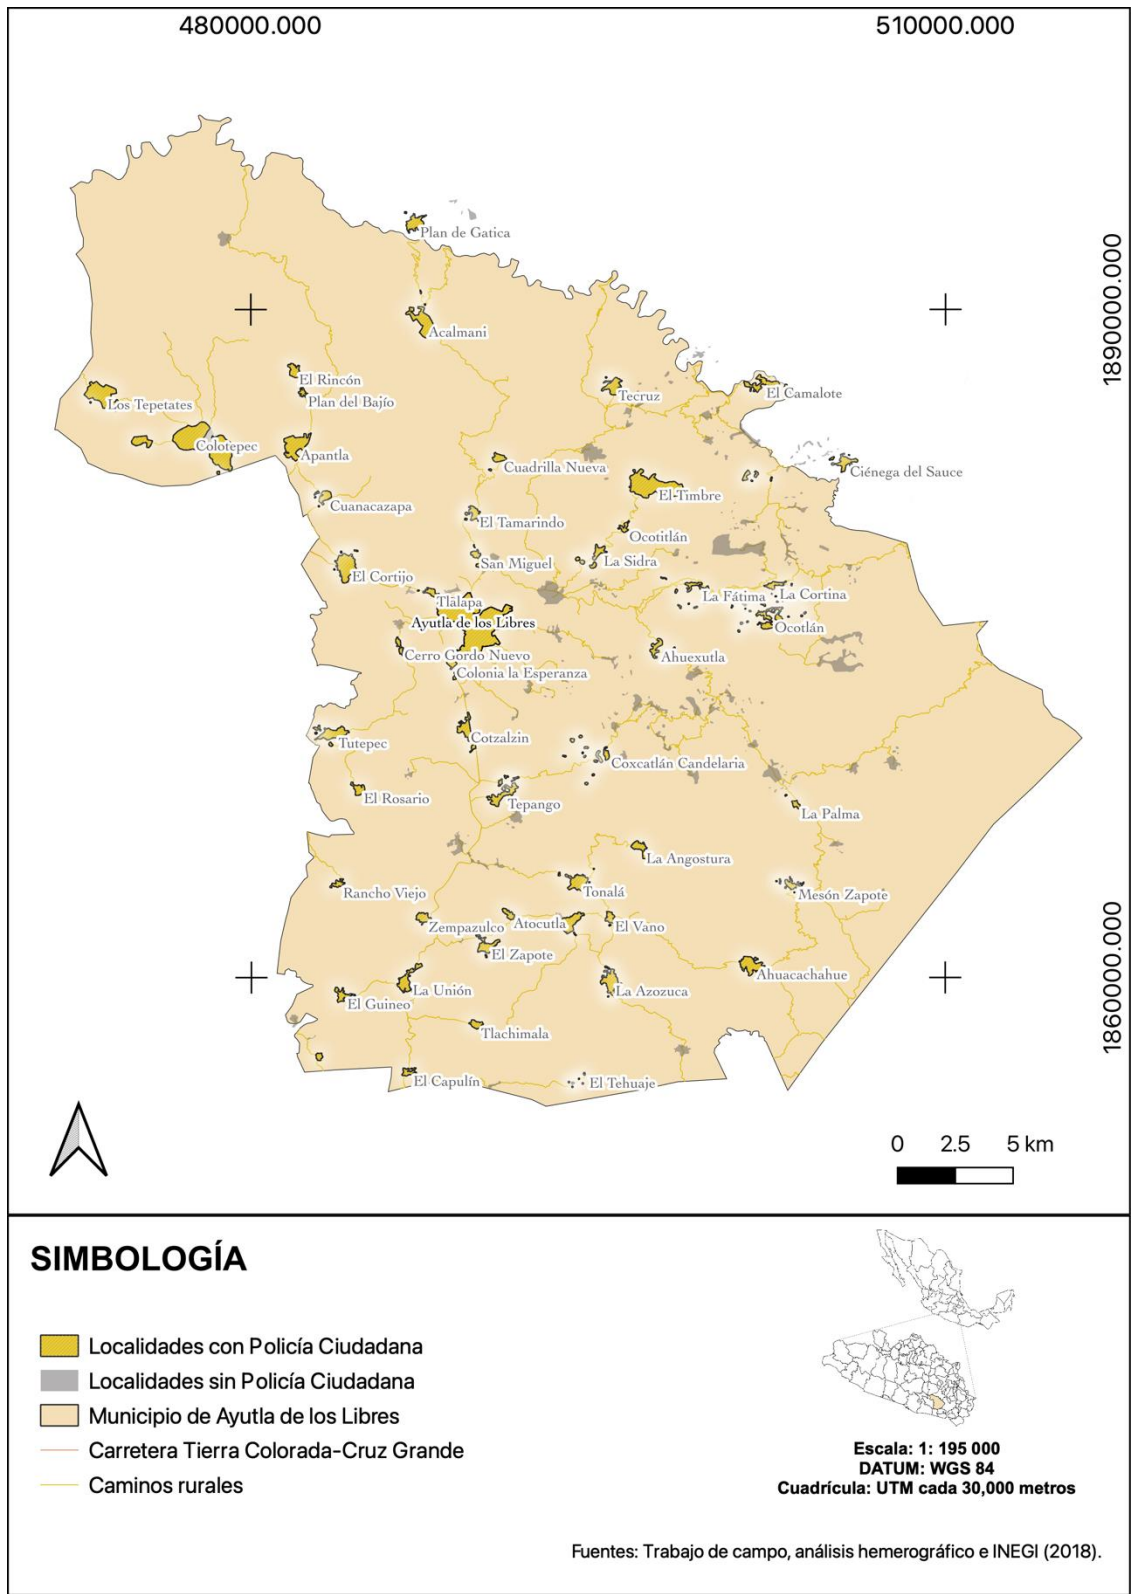 480000.000
510000.000
1890000.000
1860000.000
Plan de Gatica
Acalmani
El Rincón
Plan del Bajío
Los Tepetates
Colotepec
Apantla
Tecruz
El Camalote
Ciénega del Sauce
Cuadrilla Nueva
El Timbre
Cuanacazapa
El Tamarindo
Ocotitlán
San Miguel
La Sidra
El Cortijo
La Fátima
La Cortina
Tlalapa
Ayutla de los Libres
Ocotlán
Cerro Gordo Nuevo
Ahuexutla
Colonia la Esperanza
Tutepec
Cotzalzin
Coxcatlán Candelaria
El Rosario
Tepango
La Palma
La Angostura
Rancho Viejo
Tonalá
Mesón Zapote
Zempazulco
Atocutla
El Vano
El Zapote
Ahuacachahue
La Unión
La Azozuca
El Guineo
Tlachimala
El Capulín
El Tehuaje
0 2.5 5 km
SIMBOLOGÍA
Localidades con Policía Ciudadana
Localidades sin Policía Ciudadana
Municipio de Ayutla de los Libres
Carretera Tierra Colorada-Cruz Grande
Caminos rurales
Escala: 1: 195 000
DATUM: WGS 84
Cuadrícula: UTM cada 30,000 metros
Fuentes: Trabajo de campo, análisis hemerográfico e INEGI (2018).